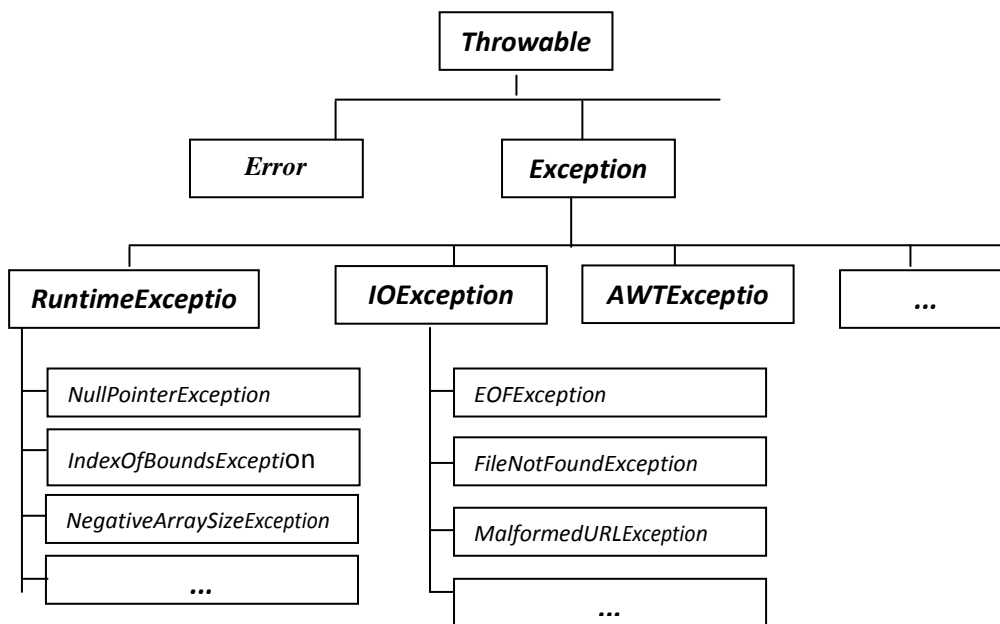 Throwable
Error
Exception
RuntimeExceptio
IOException
AWTExceptio
...
NullPointerException
IndexOfBoundsException
NegativeArraySizeException
...
EOFException
FileNotFoundException
MalformedURLException
...